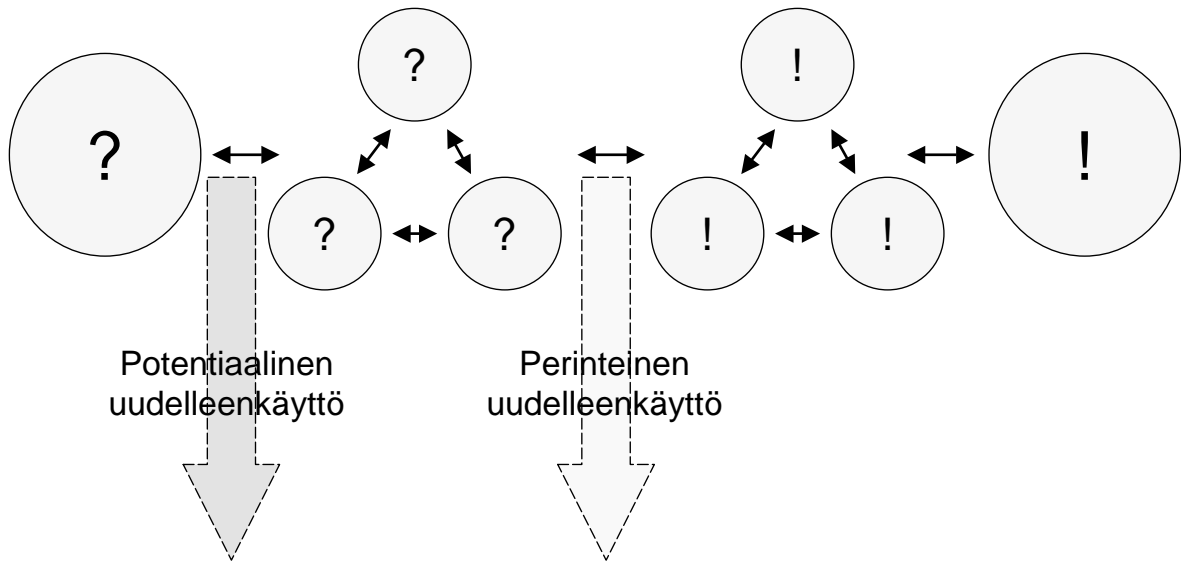 ?
!
?
!
?
?
!
!
Potentiaalinen
uudelleenkäyttö
Perinteinen
uudelleenkäyttö